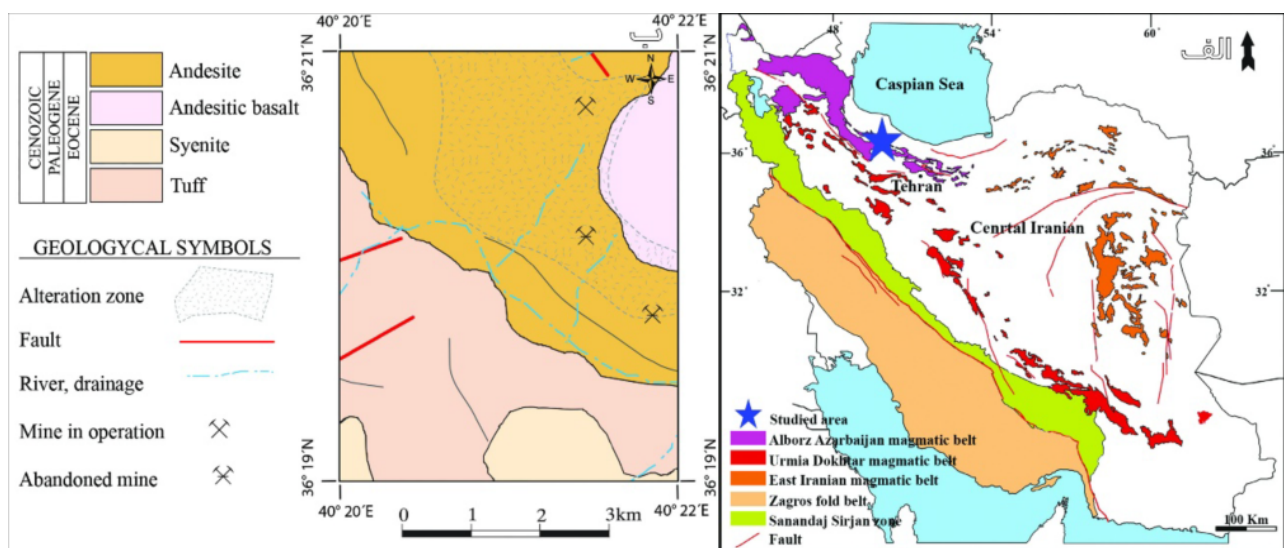 CENOZOIC
PALEOGENE
EOCENE
Andesite
Andesitic basalt
Syenite
Tuff
GEOLOGYCAL SYMBOLS
Alteration zone
Fault
River, drainage
Mine in operation
Abandoned mine
40° 20′E
40° 22′E
ب
36° 21′N
N
W E
S
36° 19′N
36° 19′N
40° 20′E
40° 22′E
0 1 2 3km
48
54
60
الف
36° 21′N
Caspian Sea
36
36
Tehran
Cenrtal Iranian
32
32
Studied area
Alborz Azarbaijan magmatic belt
Urmia Dokhtar magmatic belt
East Iranian magmatic belt
Zagros fold belt
Sanandaj Sirjan zone
Fault
100 Km